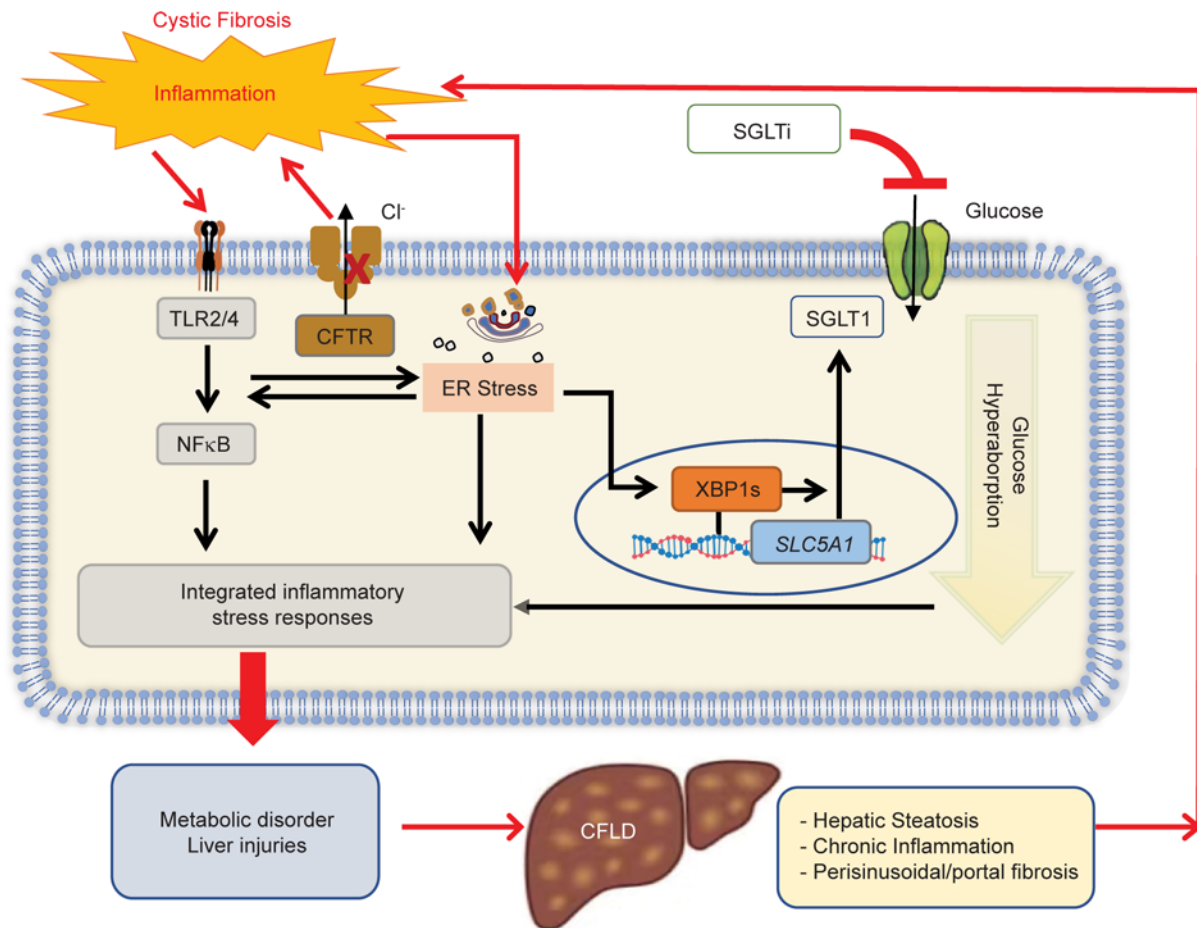 Cystic Fibrosis
Inflammation
SGLTi
Cl-
Glucose
TLR2/4
CFTR
SGLT1
ER Stress
NFκB
Glucose
Hyperaborption
XBP1s
SLC5A1
Integrated inflammatory
stress responses
Metabolic disorder
Liver injuries
CFLD
- Hepatic Steatosis
- Chronic Inflammation
- Perisinusoidal/portal fibrosis
X